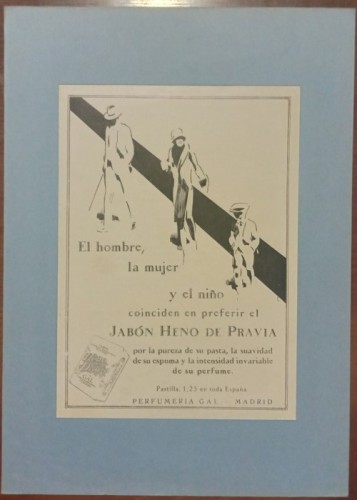 El hombre,
la mujer
y el niño
coinciden en preferir el
JABÓN HENO DE PRAVIA
por la pureza de su pasta, la suavidad
de su espuma y la intensidad invariable
de su perfume.
Pastilla, 1,25 en toda España
PERFUMERIA GAL - MADRID